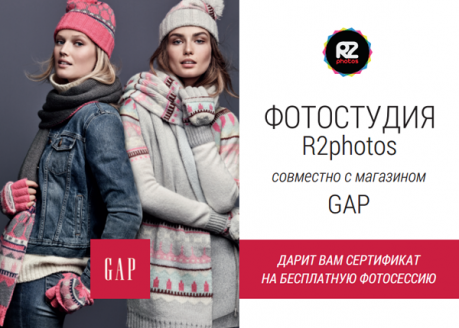 R2
photos
ФОТОСТУДИЯ
R2photos
совместно с магазином
GAP
ДАРИТ ВАМ СЕРТИФИКАТ
НА БЕСПЛАТНУЮ ФОТОСЕССИЮ
GAP